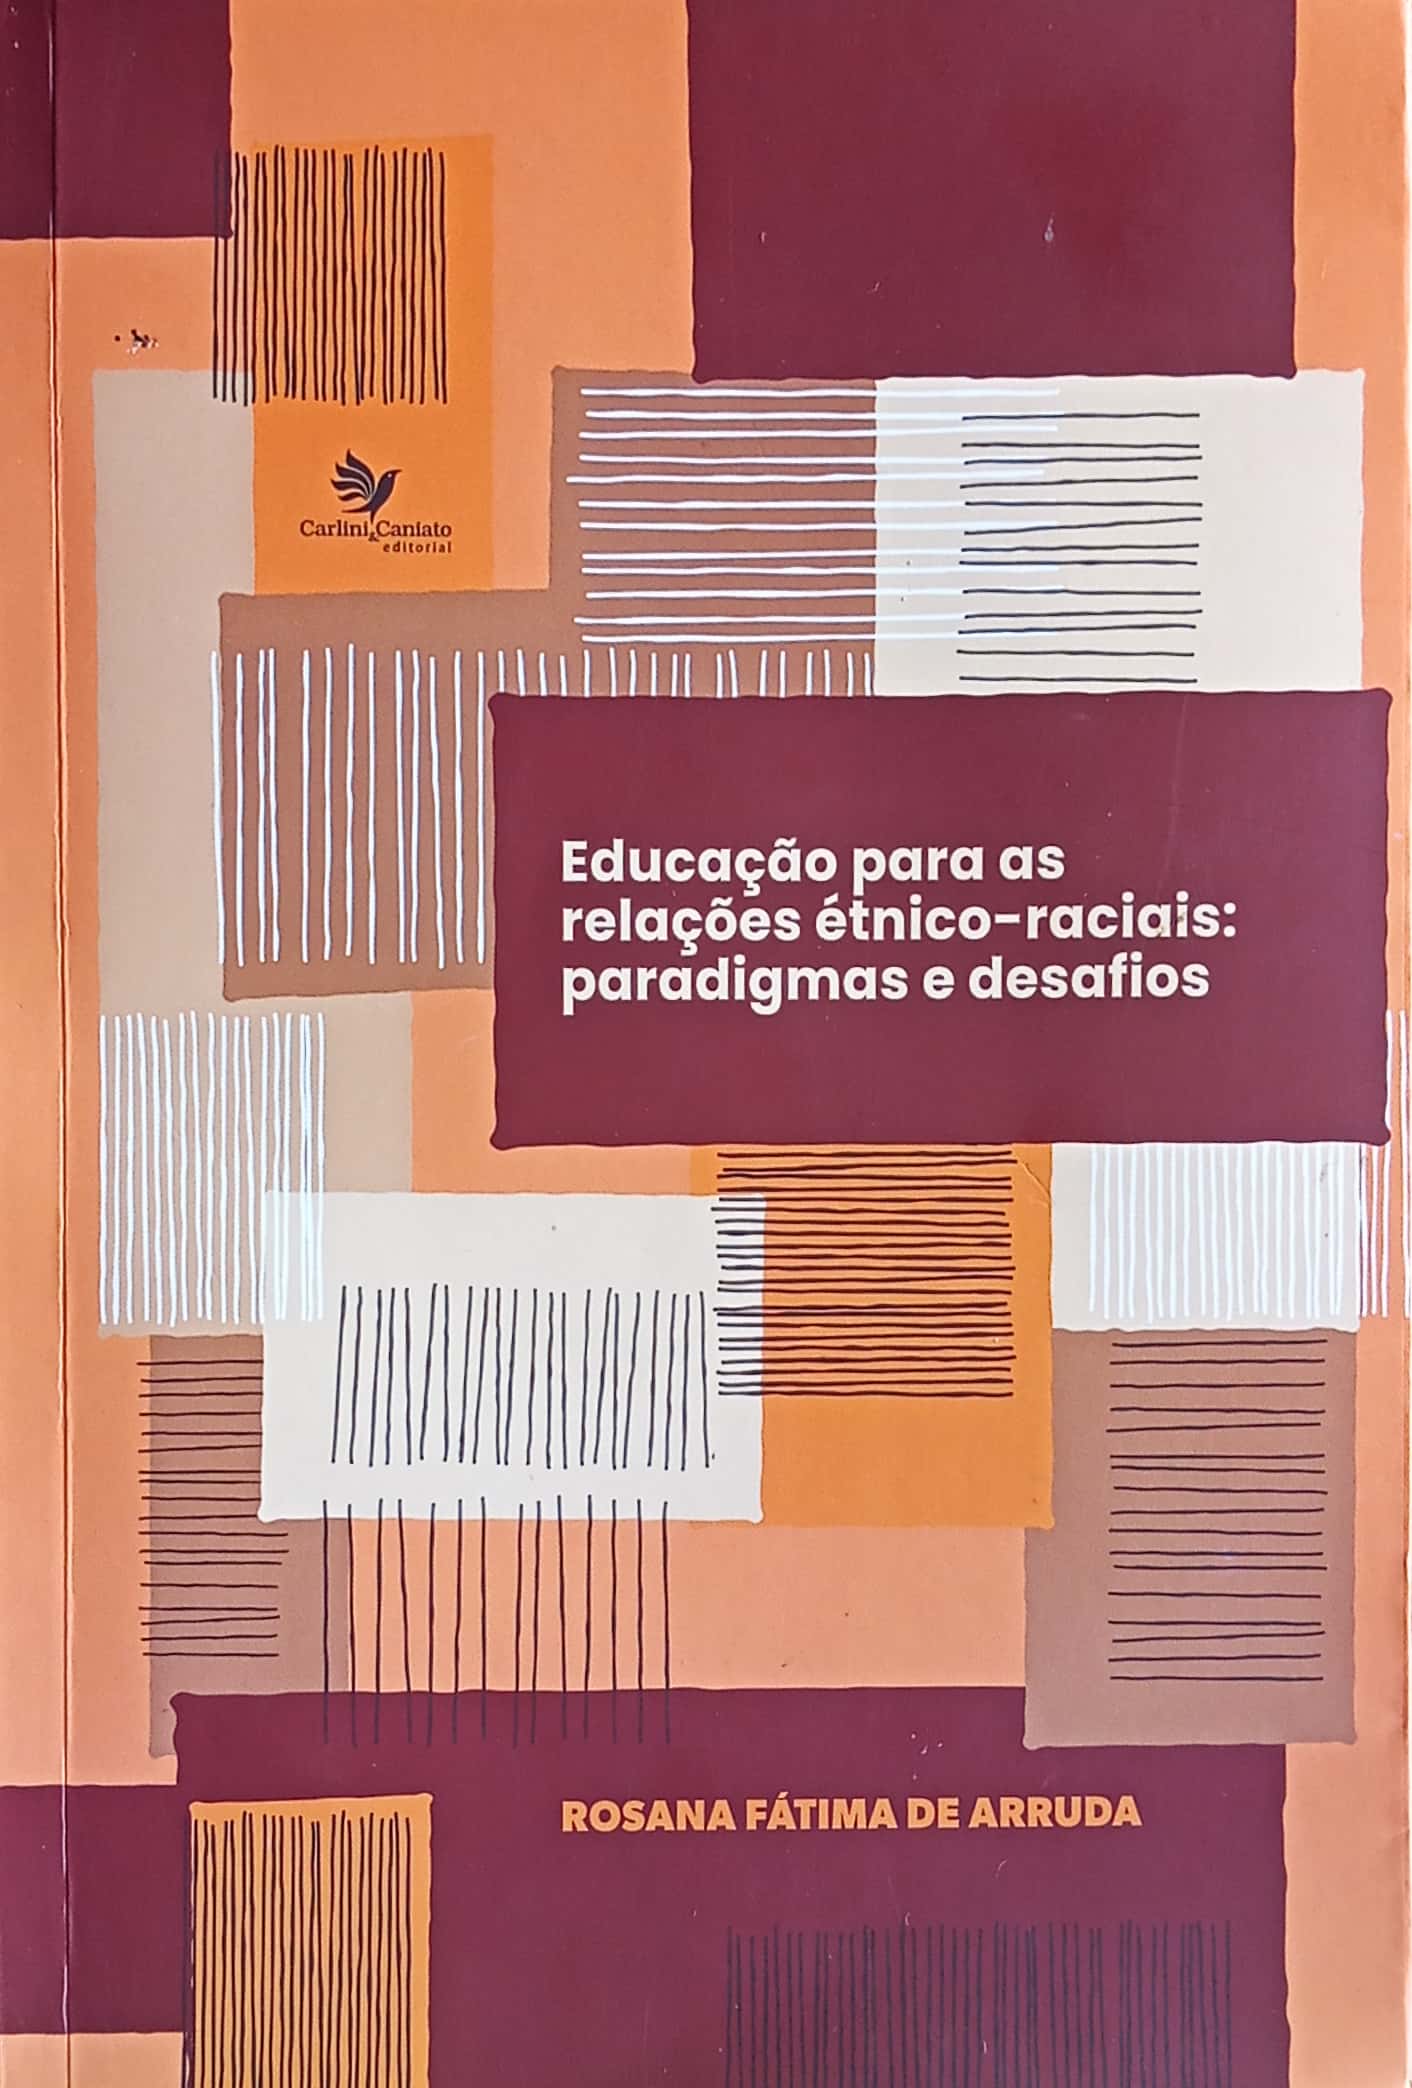 Carlini & Caniato
editorial
Educação para as
relações étnico-raciais:
paradigmas e desafios
ROSANA FÁTIMA DE ARRUDA